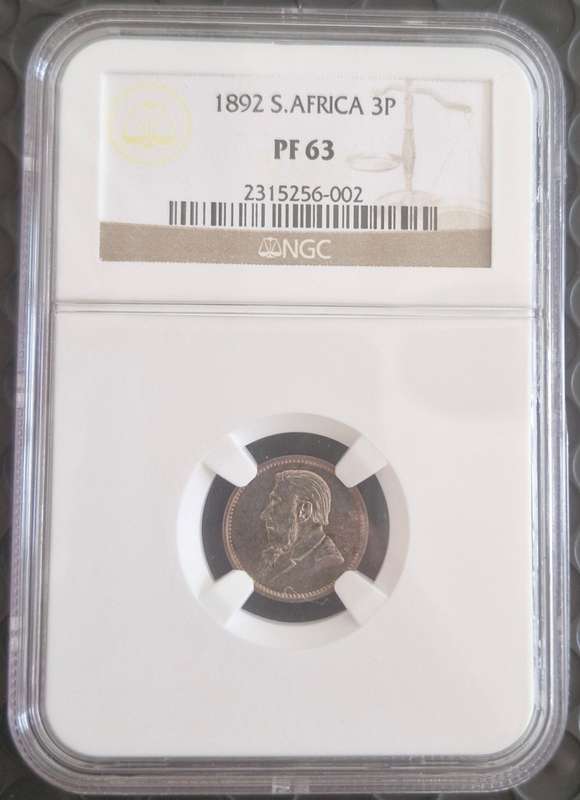 1892 S.AFRICA 3P
PF 63
2315256-002
NGC